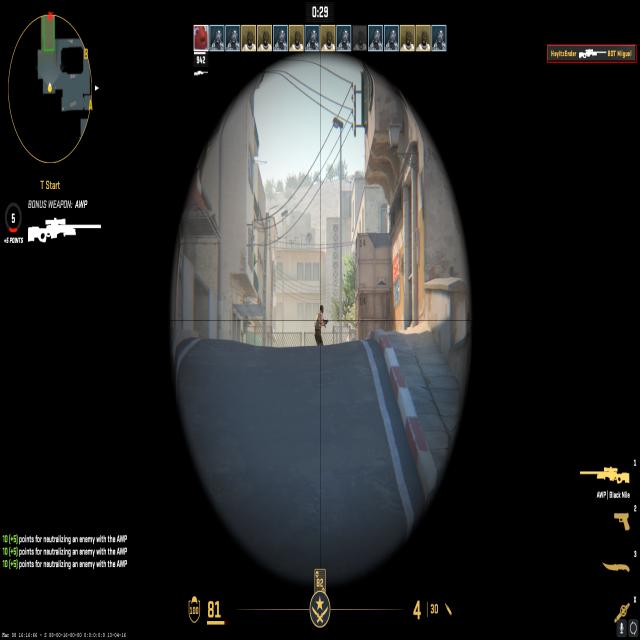 0:29
942
HeyItzEnder BOT Miguel
B
A
T Start
BONUS WEAPON: AWP
5
+5 POINTS
1
AWP | Black Nile
2
3
10 [+5] points for neutralizing an enemy with the AWP
10 [+5] points for neutralizing an enemy with the AWP
10 [+5] points for neutralizing an enemy with the AWP
100
81
82
4 | 30